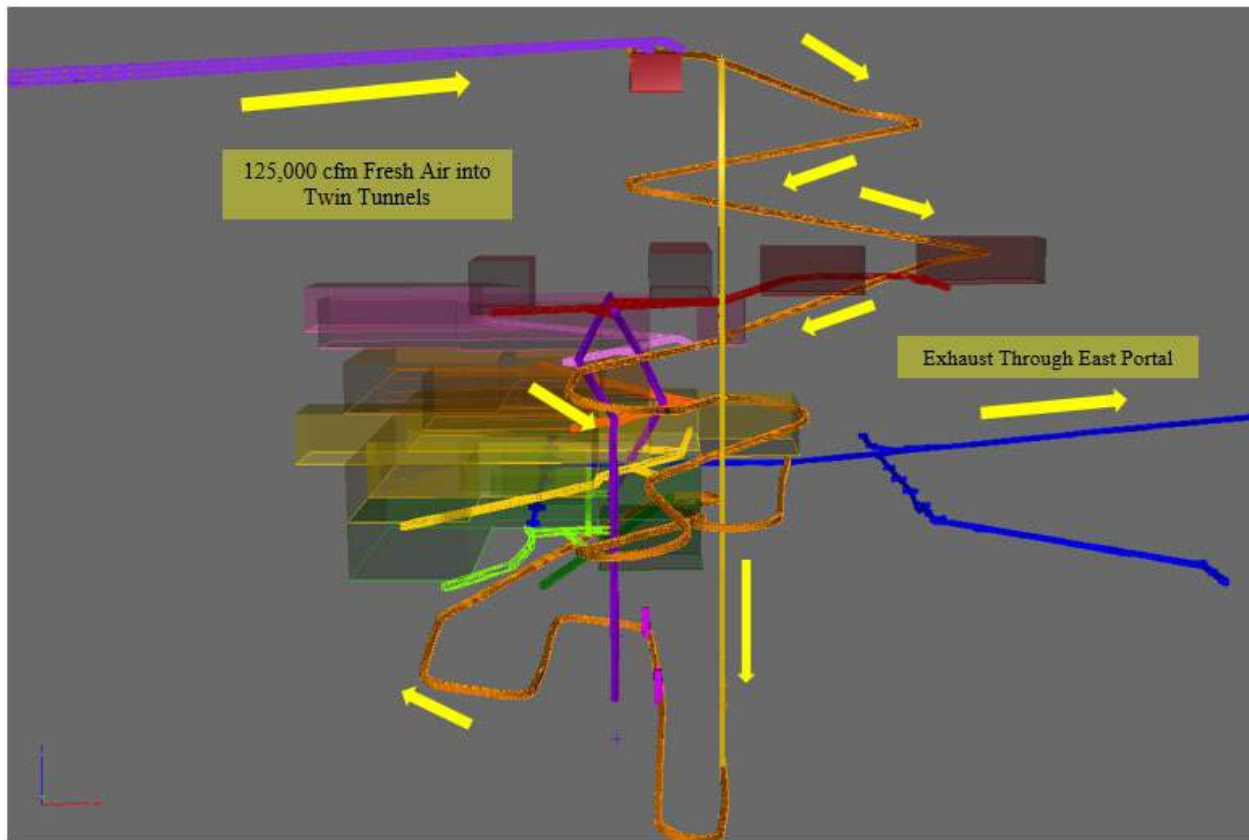 125,000 cfm Fresh Air into
Twin Tunnels
Exhaust Through East Portal